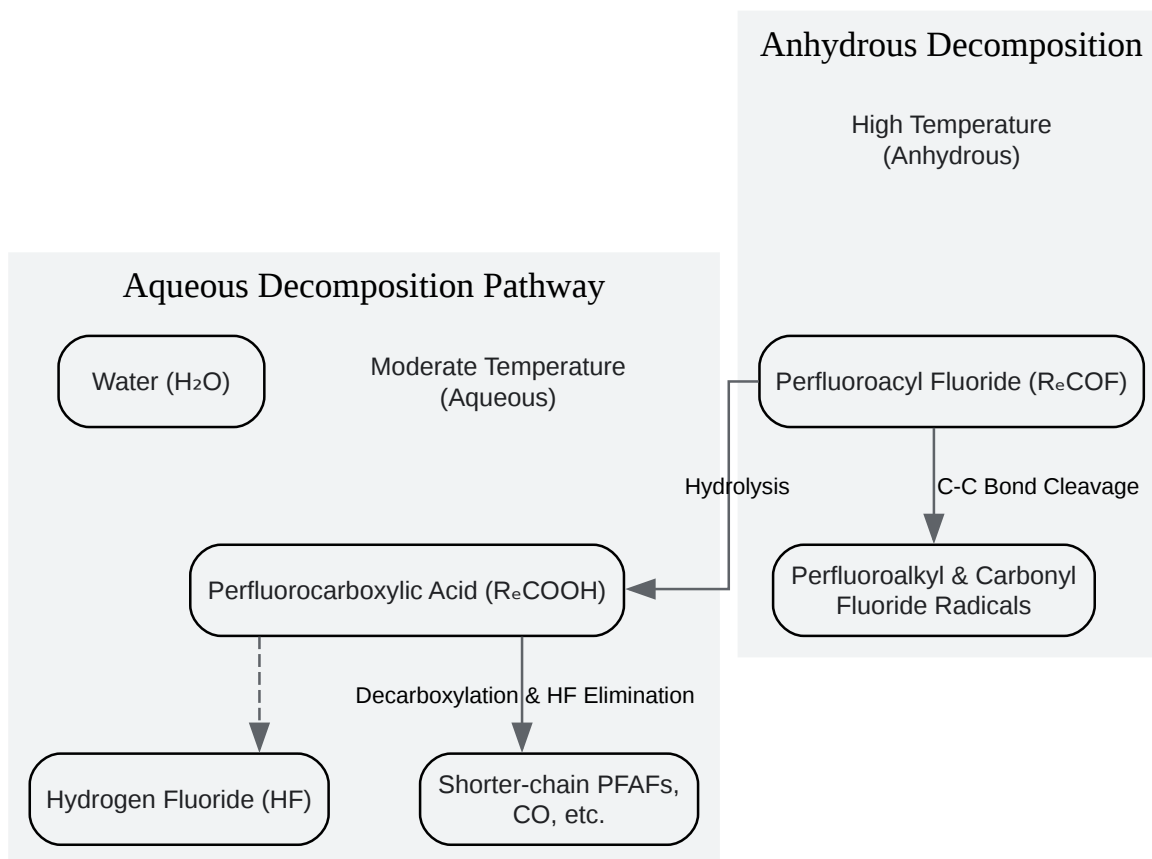 Anhydrous Decomposition
High Temperature
(Anhydrous)
Aqueous Decomposition Pathway
Water (H₂O)
Moderate Temperature
(Aqueous)
Perfluoroacyl Fluoride (RₑCOF)
Hydrolysis
C-C Bond Cleavage
Perfluorocarboxylic Acid (RₑCOOH)
Perfluoroalkyl & Carbonyl
Fluoride Radicals
Decarboxylation & HF Elimination
Hydrogen Fluoride (HF)
Shorter-chain PFAFs,
CO, etc.